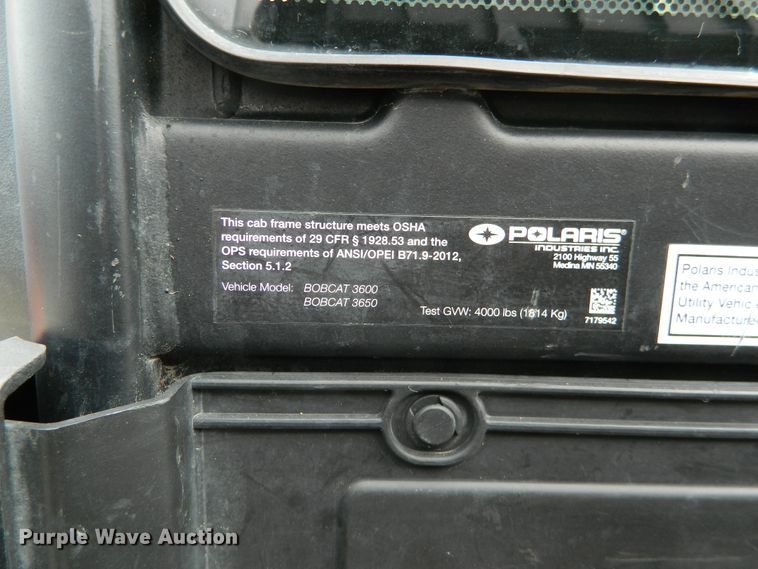 This cab frame structure meets OSHA
requirements of 29 CFR § 1928.53 and the
OPS requirements of ANSI/OPEI B71.9-2012,
Section 5.1.2
Vehicle Model: BOBCAT 3600
BOBCAT 3650
POLARIS®
INDUSTRIES INC
2100 Highway 55
Medina MN 55340
Test GVW: 4000 lbs (1814 Kg)
7179542
Polaris Indus
the American
Utility Vehic
Manufacture
Purple Wave Auction